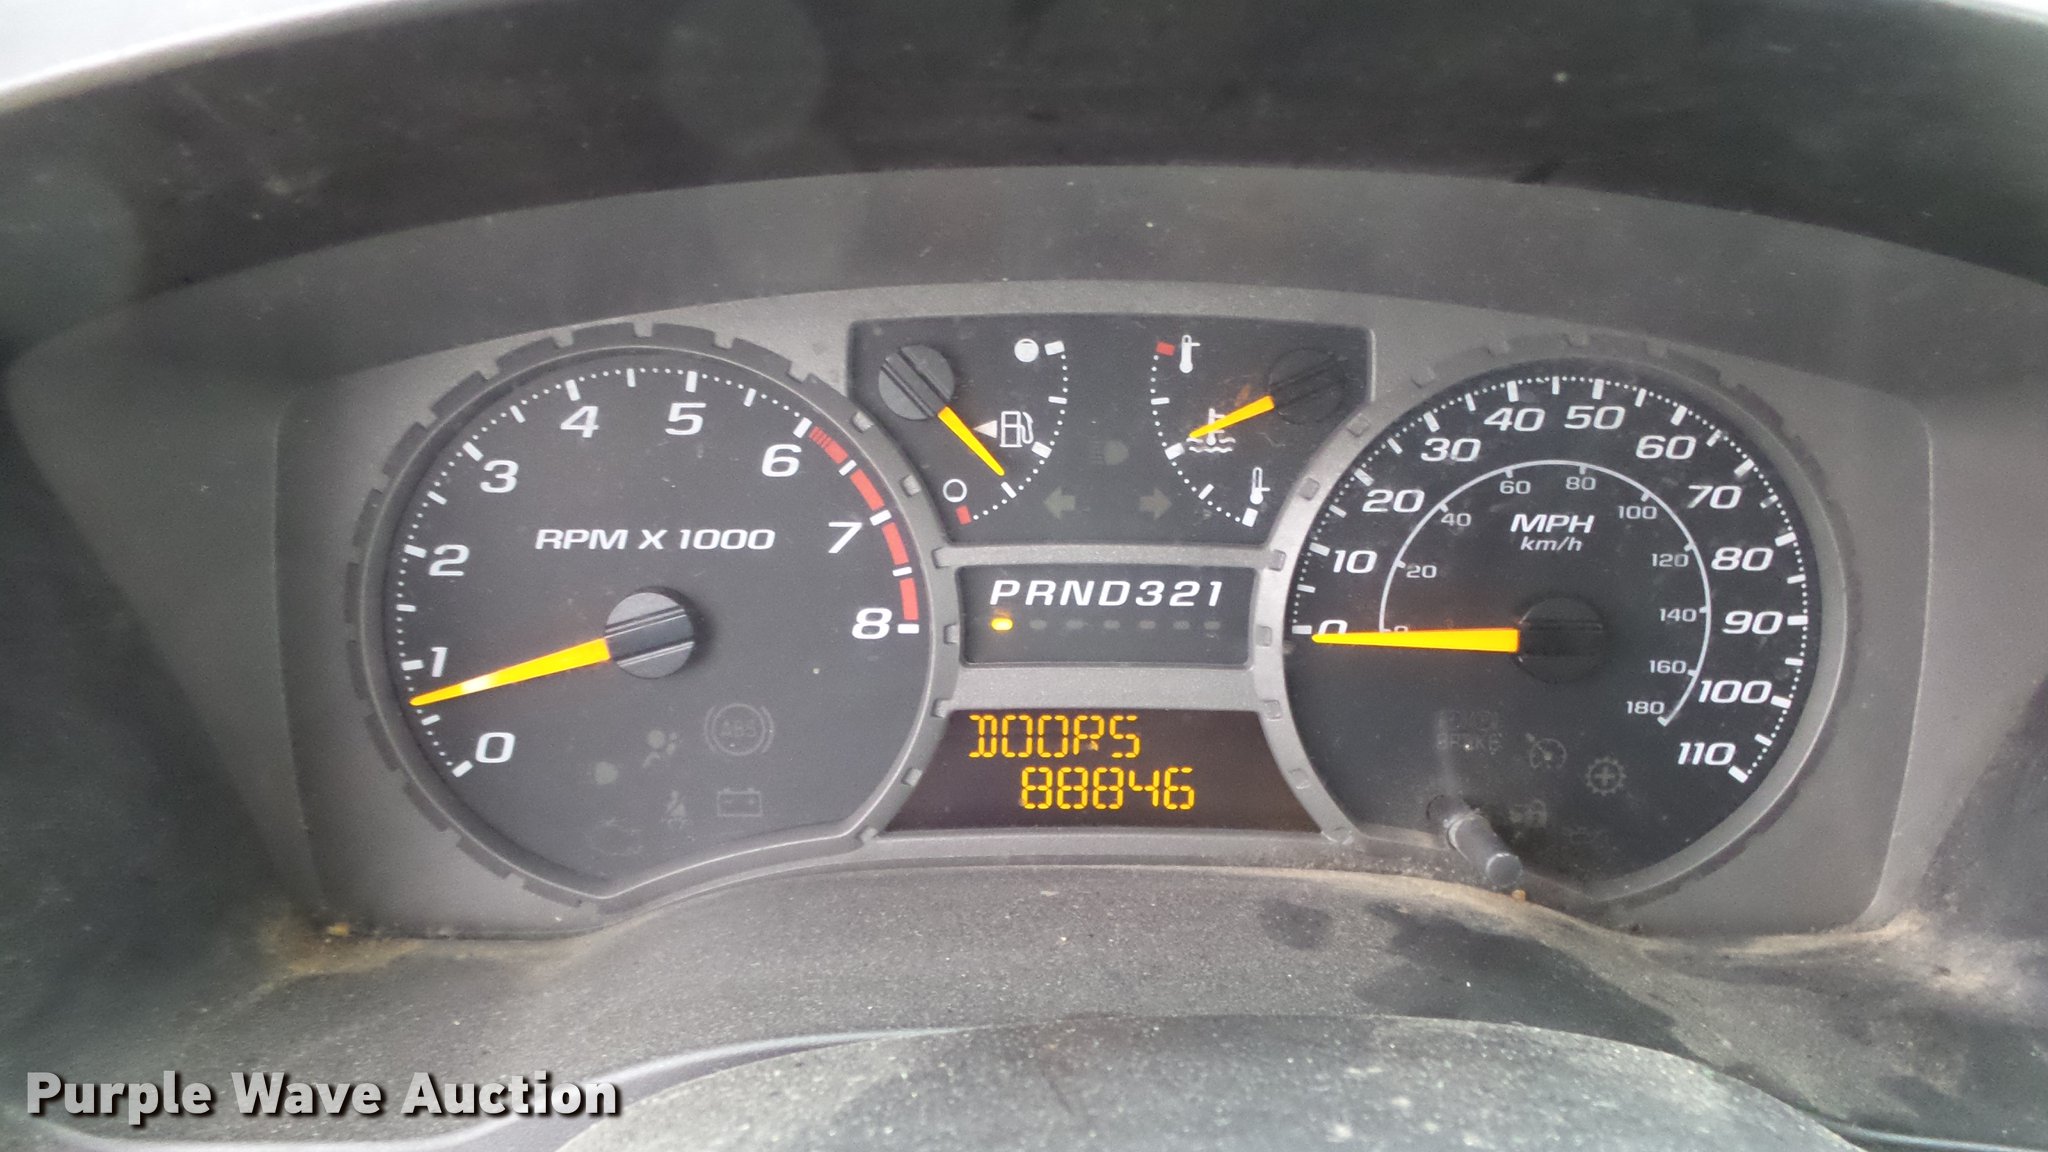 1 2 3 4 5 6 7 8
0
RPM X 1000
ABS
PRND321
DOORS
88846
0 10 20 30 40 50 60 70 80 90 100 110
MPH
km/h
20 40 60 80 100 120 140 160 180
BRAKE
Purple Wave Auction